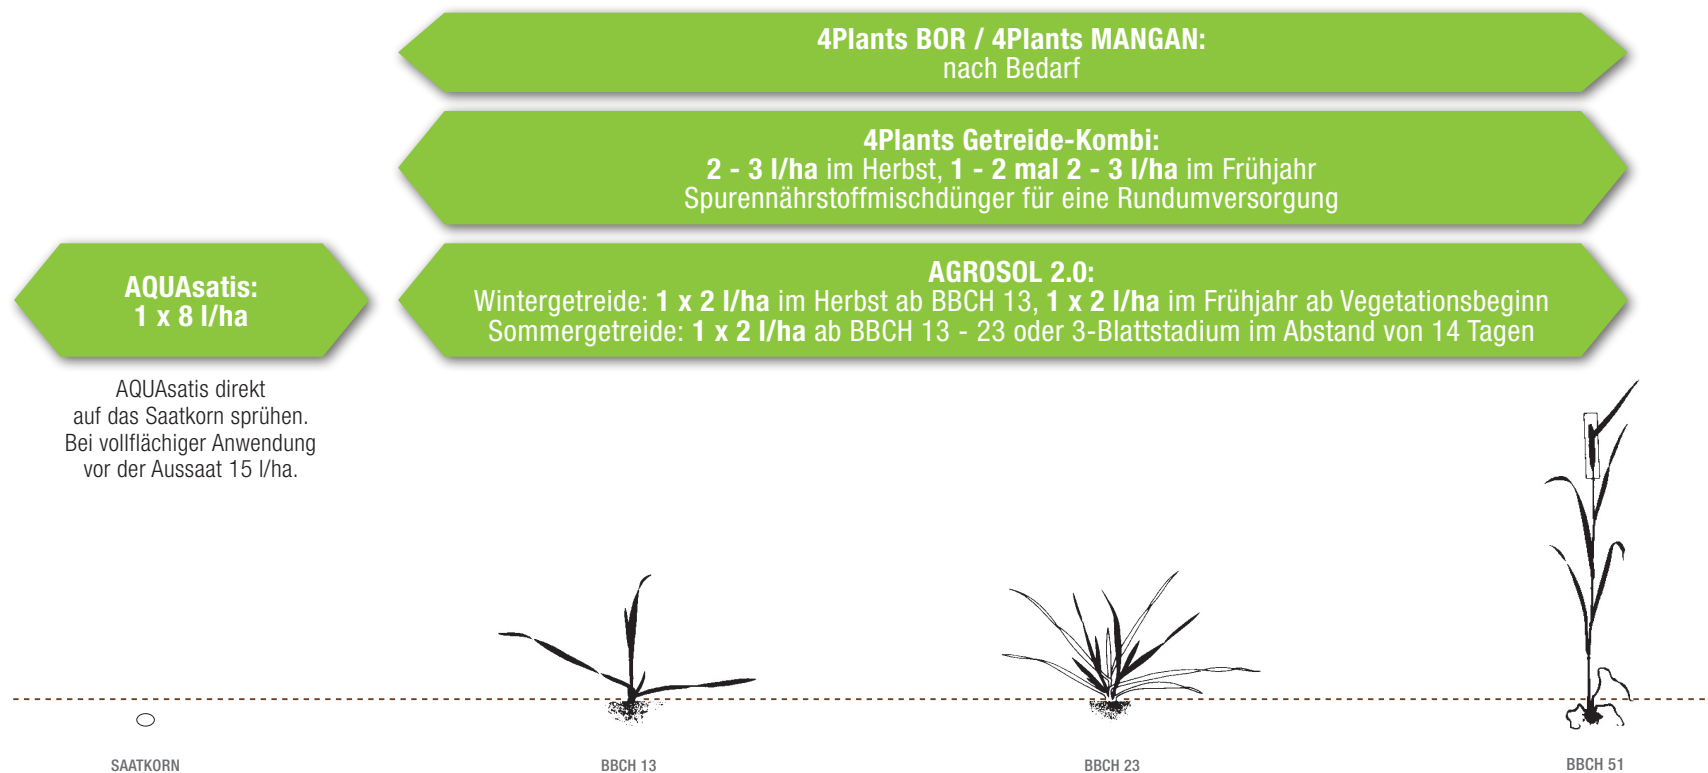 4Plants BOR / 4Plants MANGAN:
nach Bedarf
4Plants Getreide-Kombi:
2 - 3 l/ha im Herbst, 1 - 2 mal 2 - 3 l/ha im Frühjahr
Spurennährstoffmischdünger für eine Rundumversorgung
AQUAsatis:
1 x 8 l/ha
AGROSOL 2.0:
Wintergetreide: 1 x 2 l/ha im Herbst ab BBCH 13, 1 x 2 l/ha im Frühjahr ab Vegetationsbeginn
Sommergetreide: 1 x 2 l/ha ab BBCH 13 - 23 oder 3-Blattstadium im Abstand von 14 Tagen
AQUAsatis direkt
auf das Saatkorn sprühen.
Bei vollflächiger Anwendung
vor der Aussaat 15 l/ha.
SAATKORN
BBCH 13
BBCH 23
BBCH 51